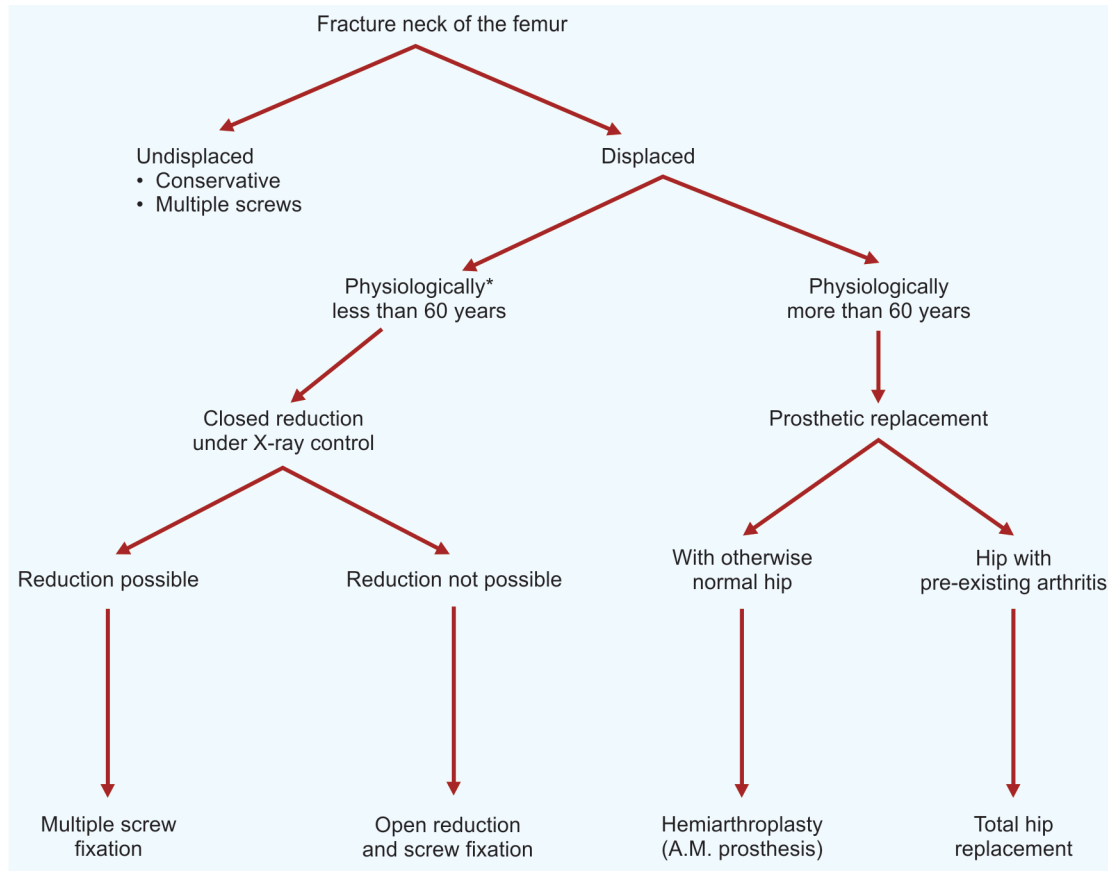 Fracture neck of the femur
Undisplaced
• Conservative
• Multiple screws
Displaced
Physiologically*
less than 60 years
Physiologically
more than 60 years
Closed reduction
under X-ray control
Prosthetic replacement
Reduction possible
Reduction not possible
With otherwise
normal hip
Hip with
pre-existing arthritis
Multiple screw
fixation
Open reduction
and screw fixation
Hemiarthroplasty
(A.M. prosthesis)
Total hip
replacement